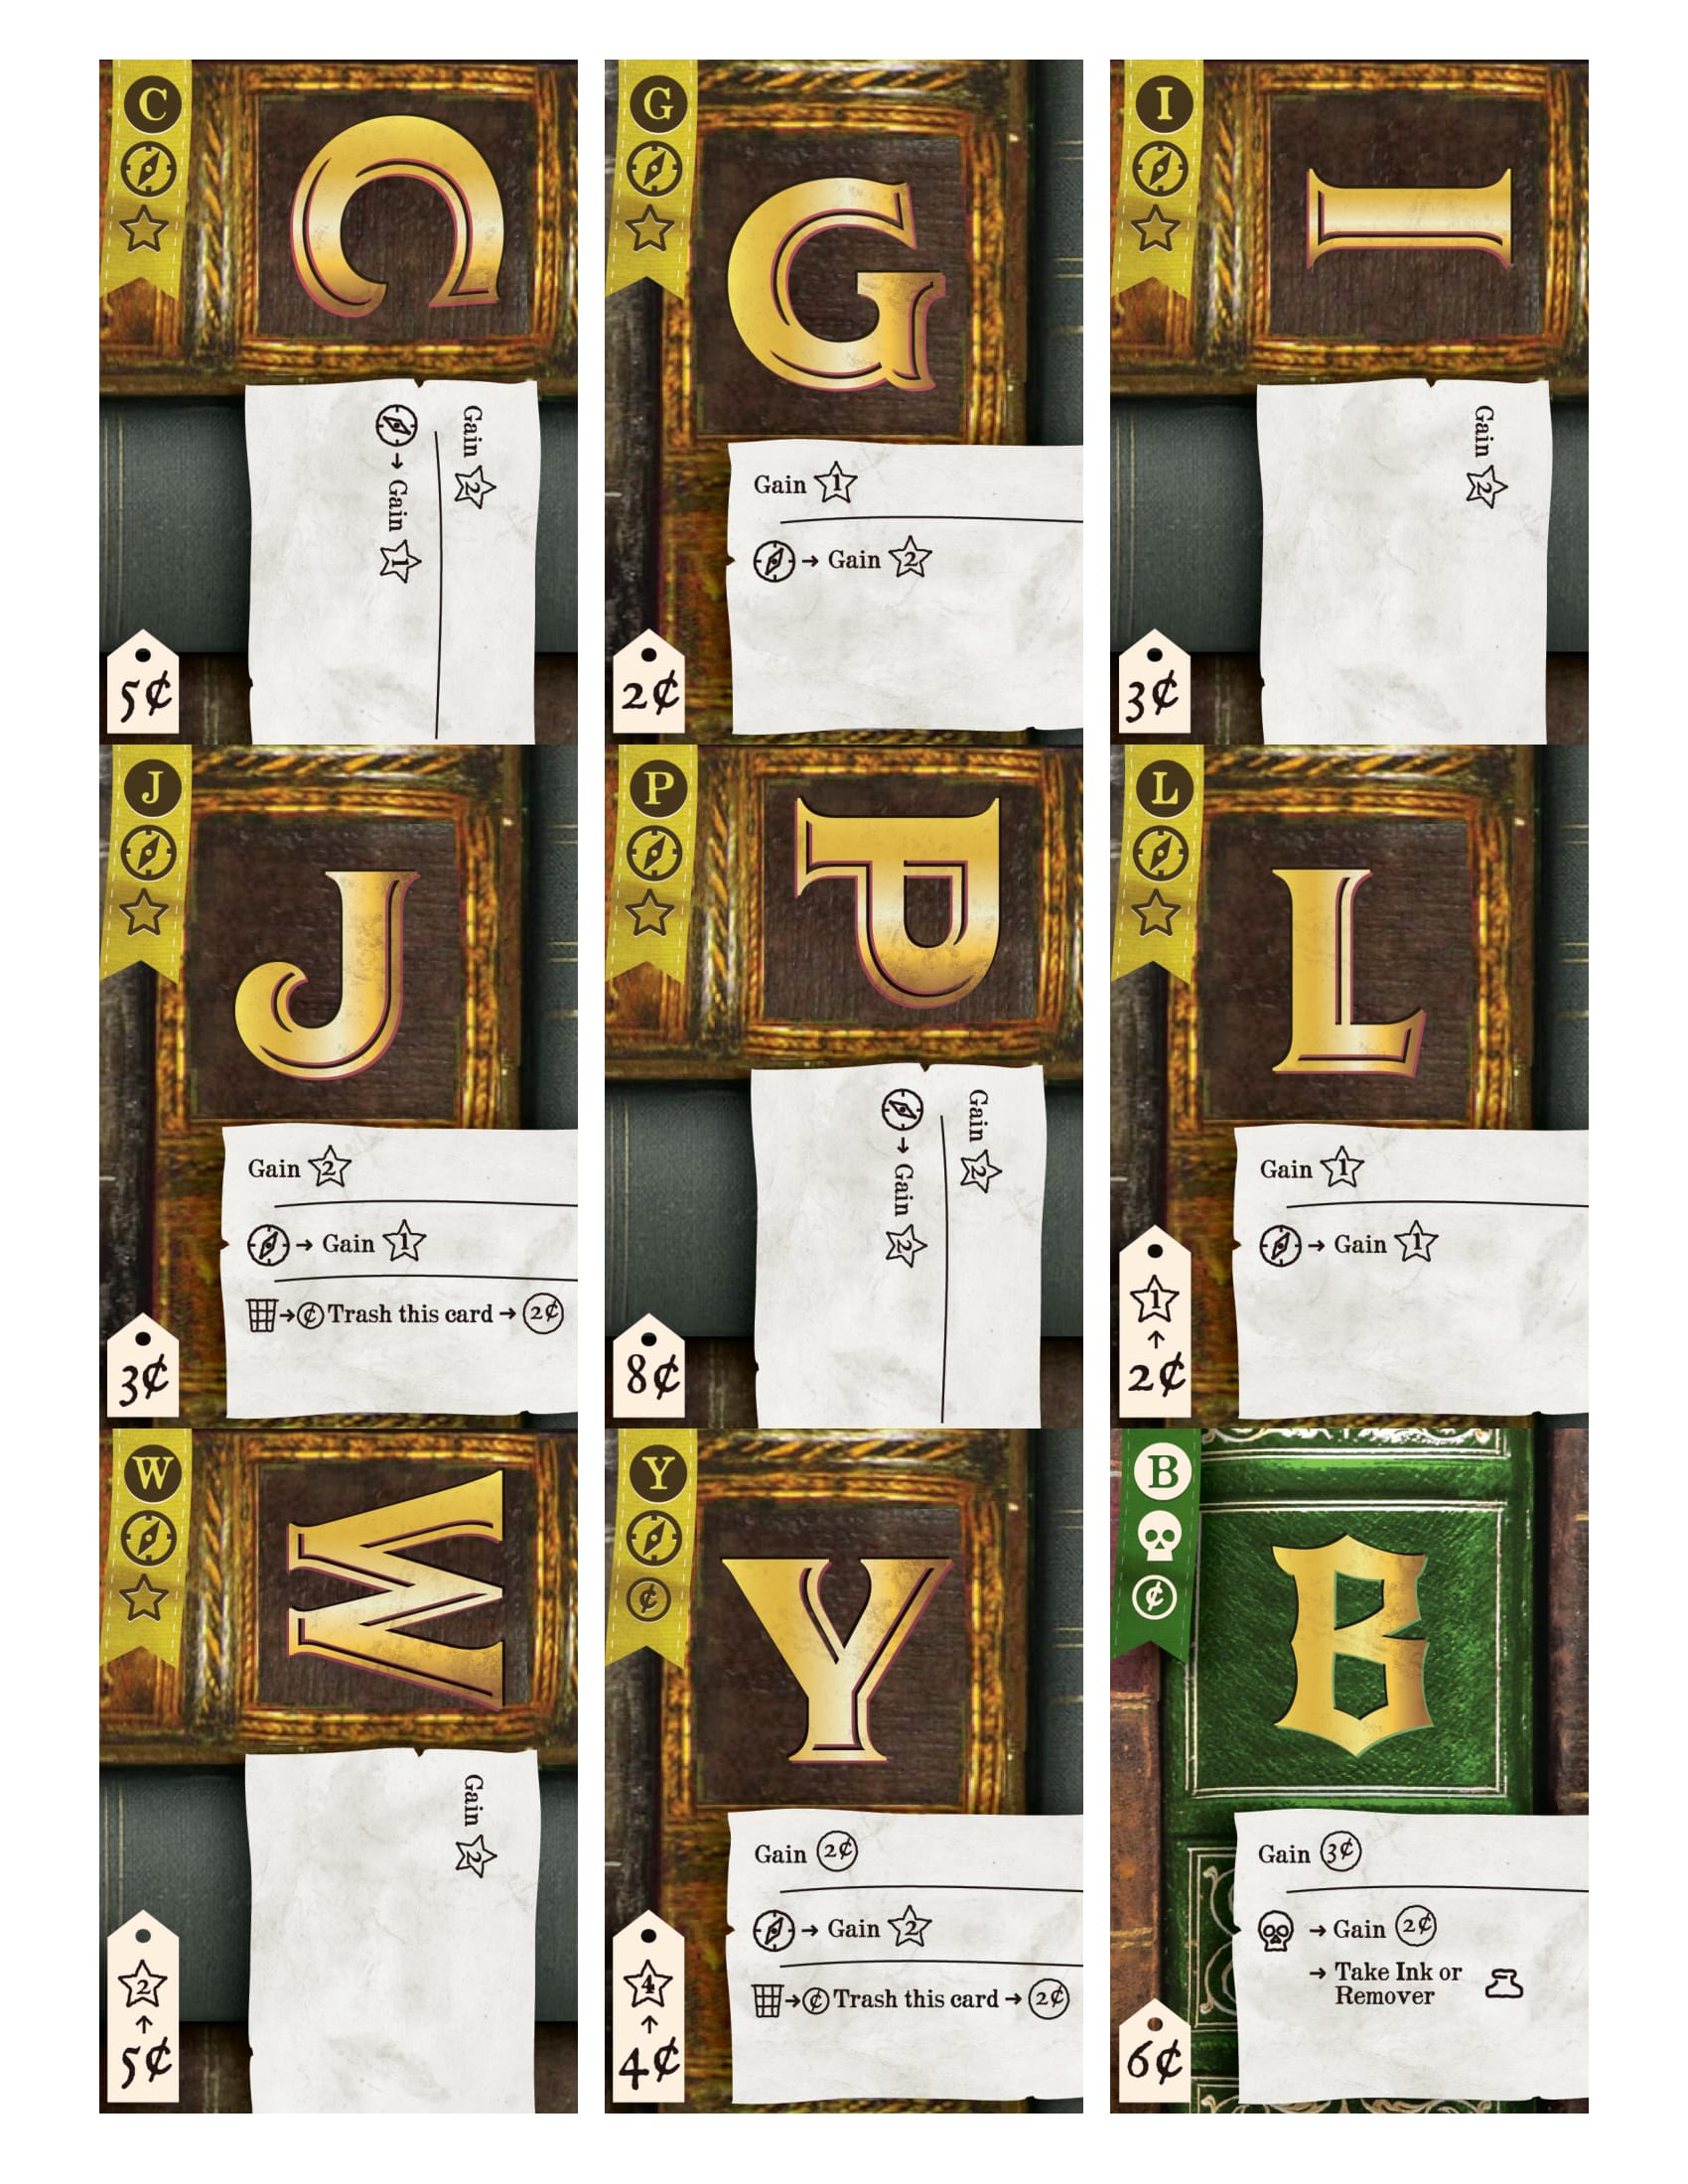 C
C
Gain 2
→ Gain 1
5¢
G
G
Gain 1
→ Gain 2
2¢
I
I
Gain 2
3¢
J
J
Gain 2
→ Gain 1
→ ¢ Trash this card → 2¢
3¢
P
P
Gain 2
→ Gain 2
8¢
L
L
Gain 1
→ Gain 1
1
↑
2¢
W
W
Gain 2
2
↑
5¢
Y
¢
Y
Gain 2¢
→ Gain 2
→ ¢ Trash this card → 2¢
4
↑
4¢
B
¢
B
Gain 3¢
→ Gain 2¢
→ Take Ink or
Remover
6¢